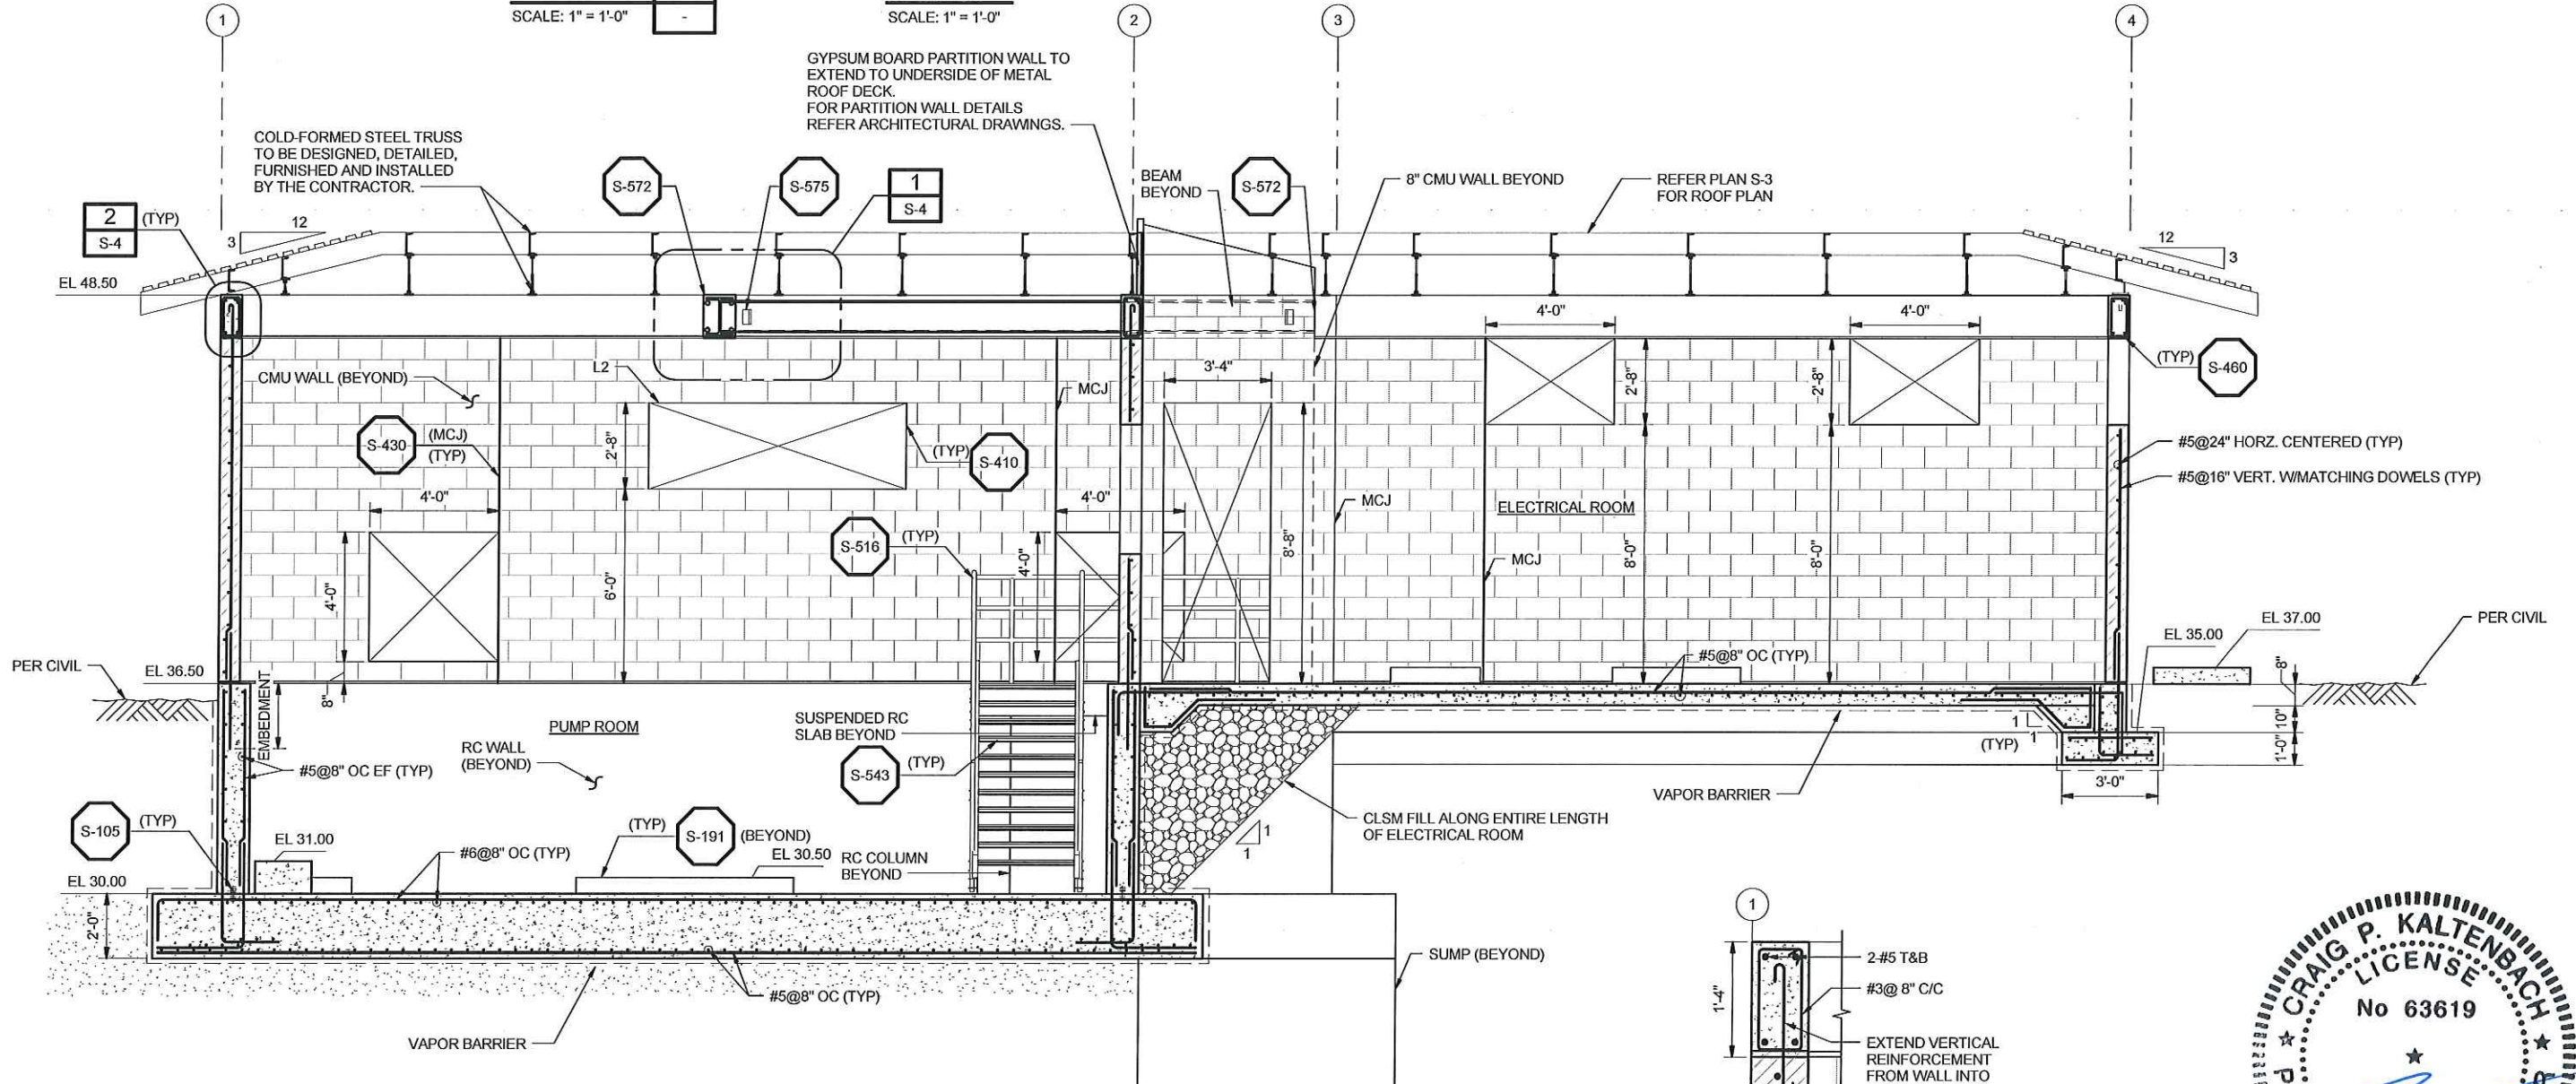 SCALE: 1" = 1'-0"
-
SCALE: 1" = 1'-0"
1
2
3
4
GYPSUM BOARD PARTITION WALL TO
EXTEND TO UNDERSIDE OF METAL
ROOF DECK.
FOR PARTITION WALL DETAILS
REFER ARCHITECTURAL DRAWINGS.
COLD-FORMED STEEL TRUSS
TO BE DESIGNED, DETAILED,
FURNISHED AND INSTALLED
BY THE CONTRACTOR.
S-572
S-575
1
S-4
BEAM
BEYOND
S-572
8" CMU WALL BEYOND
REFER PLAN S-3
FOR ROOF PLAN
2
S-4
(TYP)
12
3
12
3
EL 48.50
4'-0"
4'-0"
CMU WALL (BEYOND)
L2
3'-4"
MCJ
2'-8"
2'-8"
(TYP)
S-460
S-430
(MCJ)
(TYP)
2'-8"
(TYP)
S-410
#5@24" HORZ. CENTERED (TYP)
#5@16" VERT. W/MATCHING DOWELS (TYP)
4'-0"
4'-0"
MCJ
ELECTRICAL ROOM
S-516
(TYP)
4'-0"
6'-0"
4'-0"
8'-8"
MCJ
8'-0"
8'-0"
EL 37.00
PER CIVIL
EL 35.00
PER CIVIL
EL 36.50
8"
EMBEDMENT
#5@8" OC (TYP)
8"
10"
1'-0"
PUMP ROOM
SUSPENDED RC
SLAB BEYOND
RC WALL
(BEYOND)
#5@8" OC EF (TYP)
S-543
(TYP)
1
1
(TYP)
3'-0"
VAPOR BARRIER
CLSM FILL ALONG ENTIRE LENGTH
OF ELECTRICAL ROOM
1
1
S-105
(TYP)
EL 31.00
#6@8" OC (TYP)
(TYP)
S-191
(BEYOND)
EL 30.50
RC COLUMN
BEYOND
EL 30.00
2'-0"
#5@8" OC (TYP)
VAPOR BARRIER
SUMP (BEYOND)
1
2-#5 T&B
#3@ 8" C/C
1'-4"
EXTEND VERTICAL
REINFORCEMENT
FROM WALL INTO
CRAIG P. KALTENBACH
LICENSE
No 63619